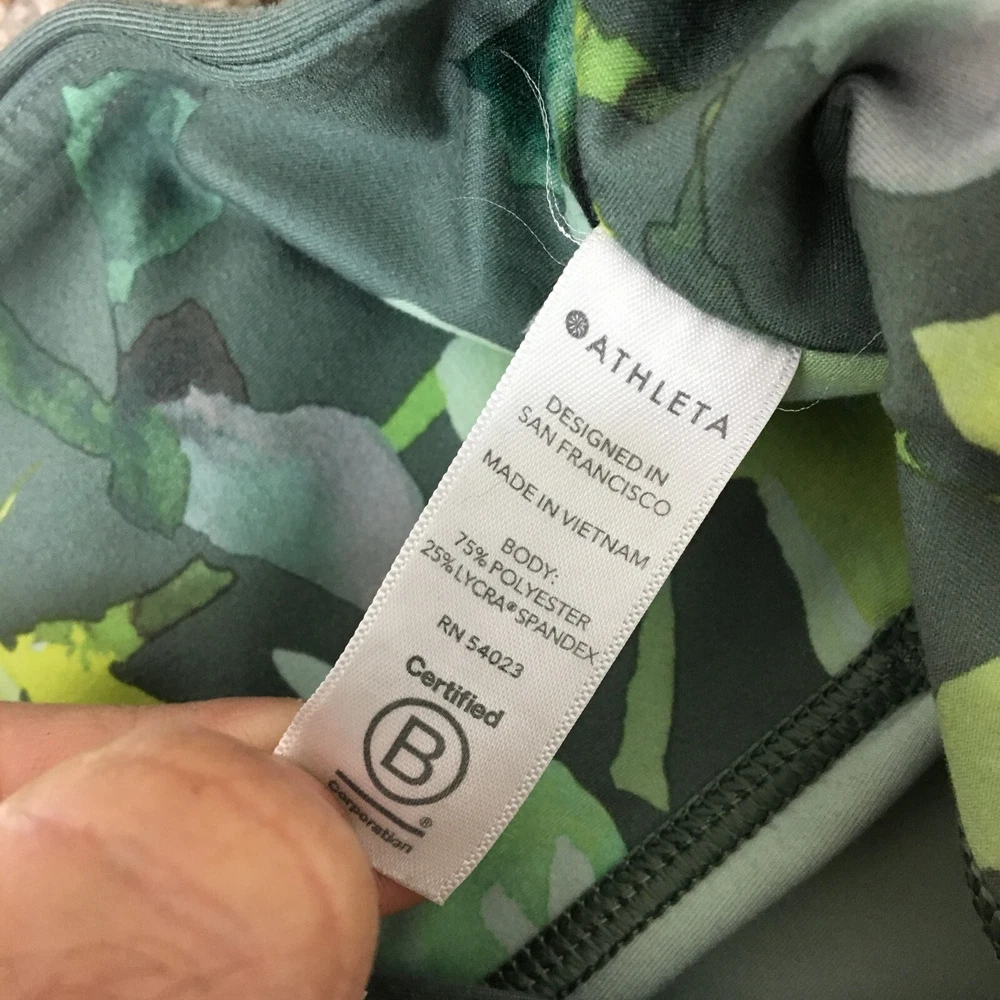 ATHLETA
DESIGNED IN
SAN FRANCISCO
MADE IN VIETNAM
BODY:
75% POLYESTER
25% LYCRA® SPANDEX
RN 54023
Certified
B
®
Corporation